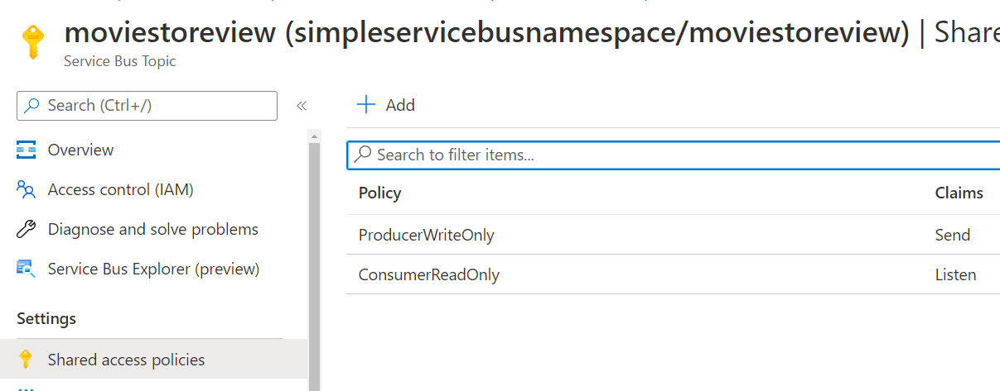 moviestoreview (simpleservicebusnamespace/moviestoreview) | Share
Service Bus Topic
Search (Ctrl+/)
Overview
Access control (IAM)
Diagnose and solve problems
Service Bus Explorer (preview)
Settings
Shared access policies
Add
Search to filter items...
Policy Claims
ProducerWriteOnly Send
ConsumerReadOnly Listen